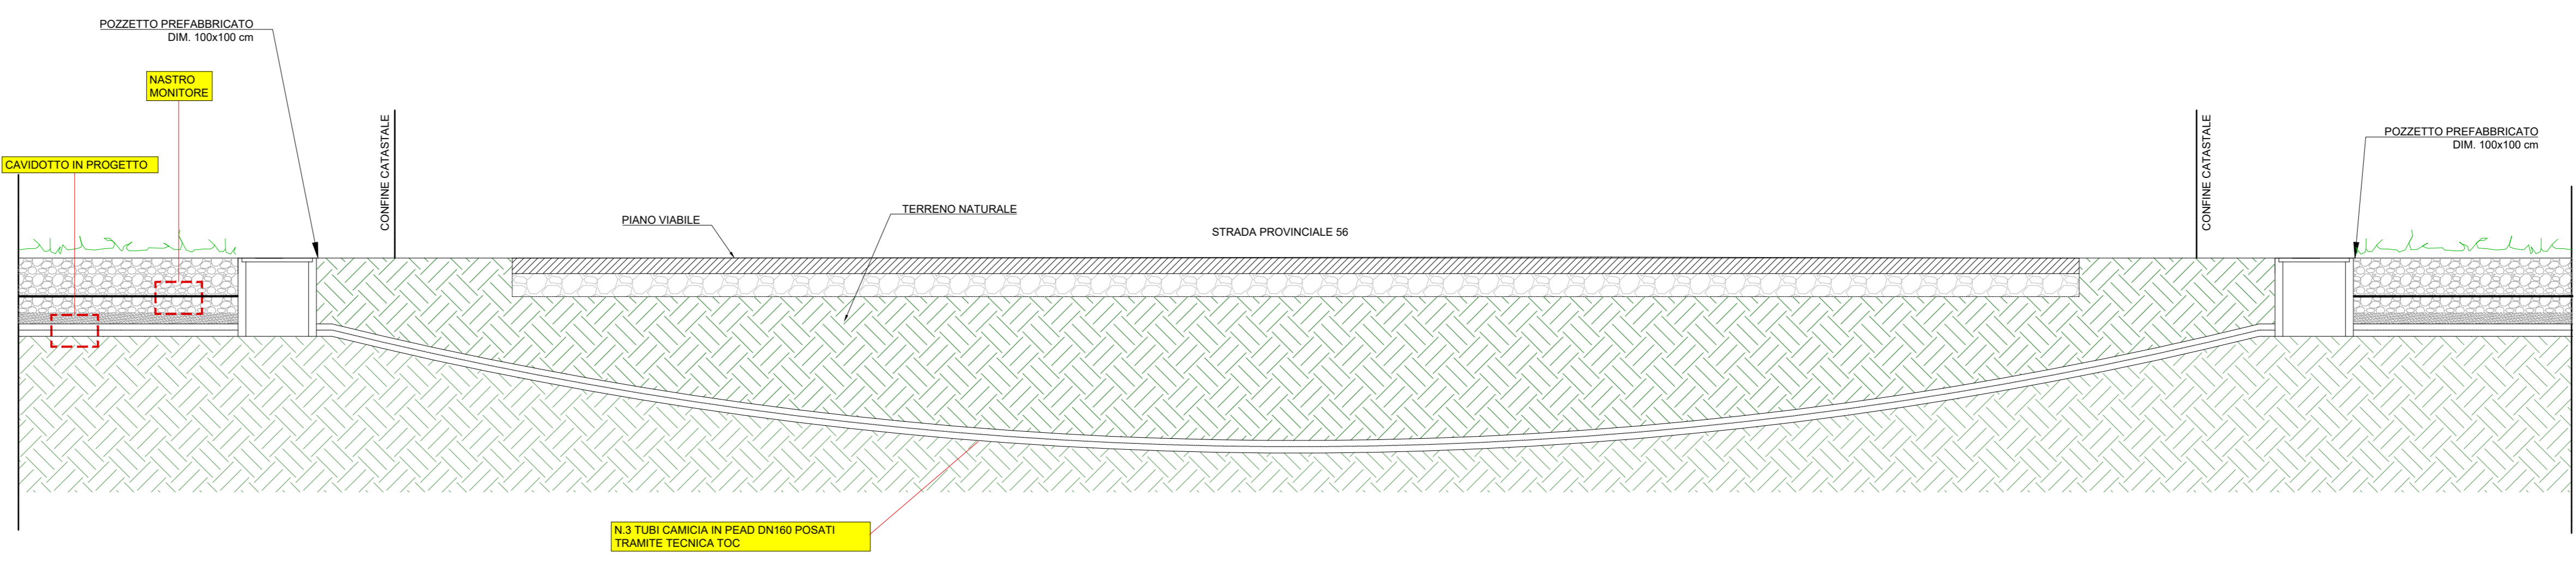 POZZETTO PREFABBRICATO
DIM. 100x100 cm
NASTRO
MONITORE
CAVIDOTTO IN PROGETTO
CONFINE CATASTALE
PIANO VIABILE
TERRENO NATURALE
STRADA PROVINCIALE 56
CONFINE CATASTALE
POZZETTO PREFABBRICATO
DIM. 100x100 cm
N.3 TUBI CAMICIA IN PEAD DN160 POSATI
TRAMITE TECNICA TOC